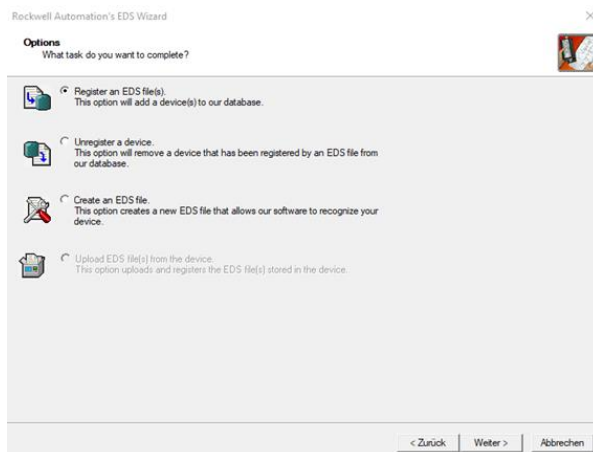 Rockwell Automation's EDS Wizard
Options
What task do you want to complete?
Register an EDS file(s).
This option will add a device(s) to our database.
Unregister a device.
This option will remove a device that has been registered by an EDS file from
our database.
Create an EDS file.
This option creates a new EDS file that allows our software to recognize your
device.
Upload EDS file(s) from the device.
This option uploads and registers the EDS file(s) stored in the device.
< Zurück
Weiter >
Abbrechen